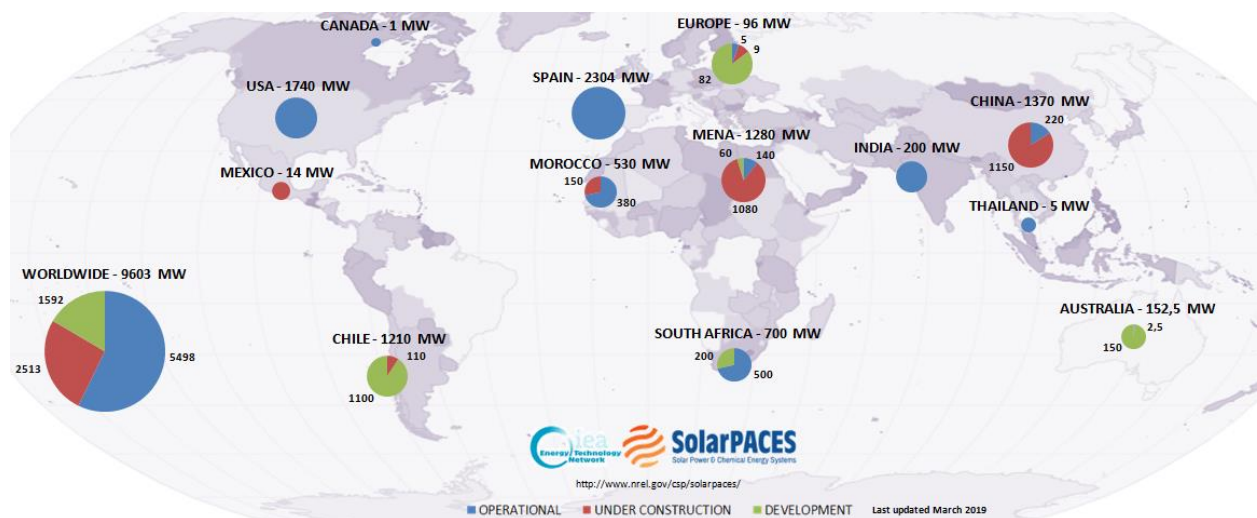 CANADA - 1 MW
EUROPE - 96 MW
5
9
82
USA - 1740 MW
SPAIN - 2304 MW
CHINA - 1370 MW
220
1150
MENA - 1280 MW
60
140
1080
INDIA - 200 MW
MOROCCO - 530 MW
150
380
MEXICO - 14 MW
THAILAND - 5 MW
WORLDWIDE - 9603 MW
1592
2513
5498
CHILE - 1210 MW
110
1100
SOUTH AFRICA - 700 MW
200
500
AUSTRALIA - 152,5 MW
2,5
150
iea
Energy Technology
Network
SolarPACES
Solar Power & Chemical Energy Systems
http://www.nrel.gov/csp/solarpaces/
OPERATIONAL UNDER CONSTRUCTION DEVELOPMENT Last updated March 2019